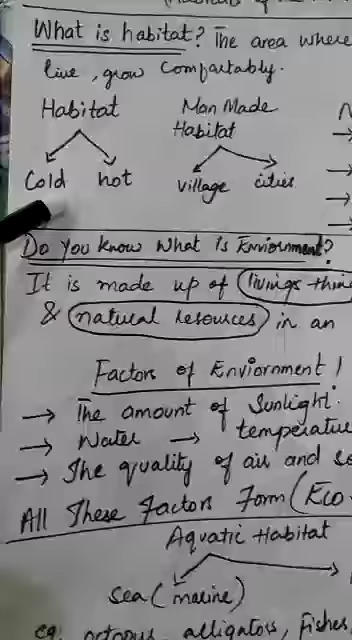 What is habitat? The area where
live, grow Comfortably.
Habitat
Man Made
Habitat
Cold hot
village cities
Do You know What Is Enviornment?
It is made up of livings
& natural resources in an
Factors of Enviornment!
→ The amount of Sunlight.
→ Water → temperature
→ The quality of air and
All These Factors Form (Eco
Aquatic Habitat
Sea (marine)
eg. octopus, alligators, fishes